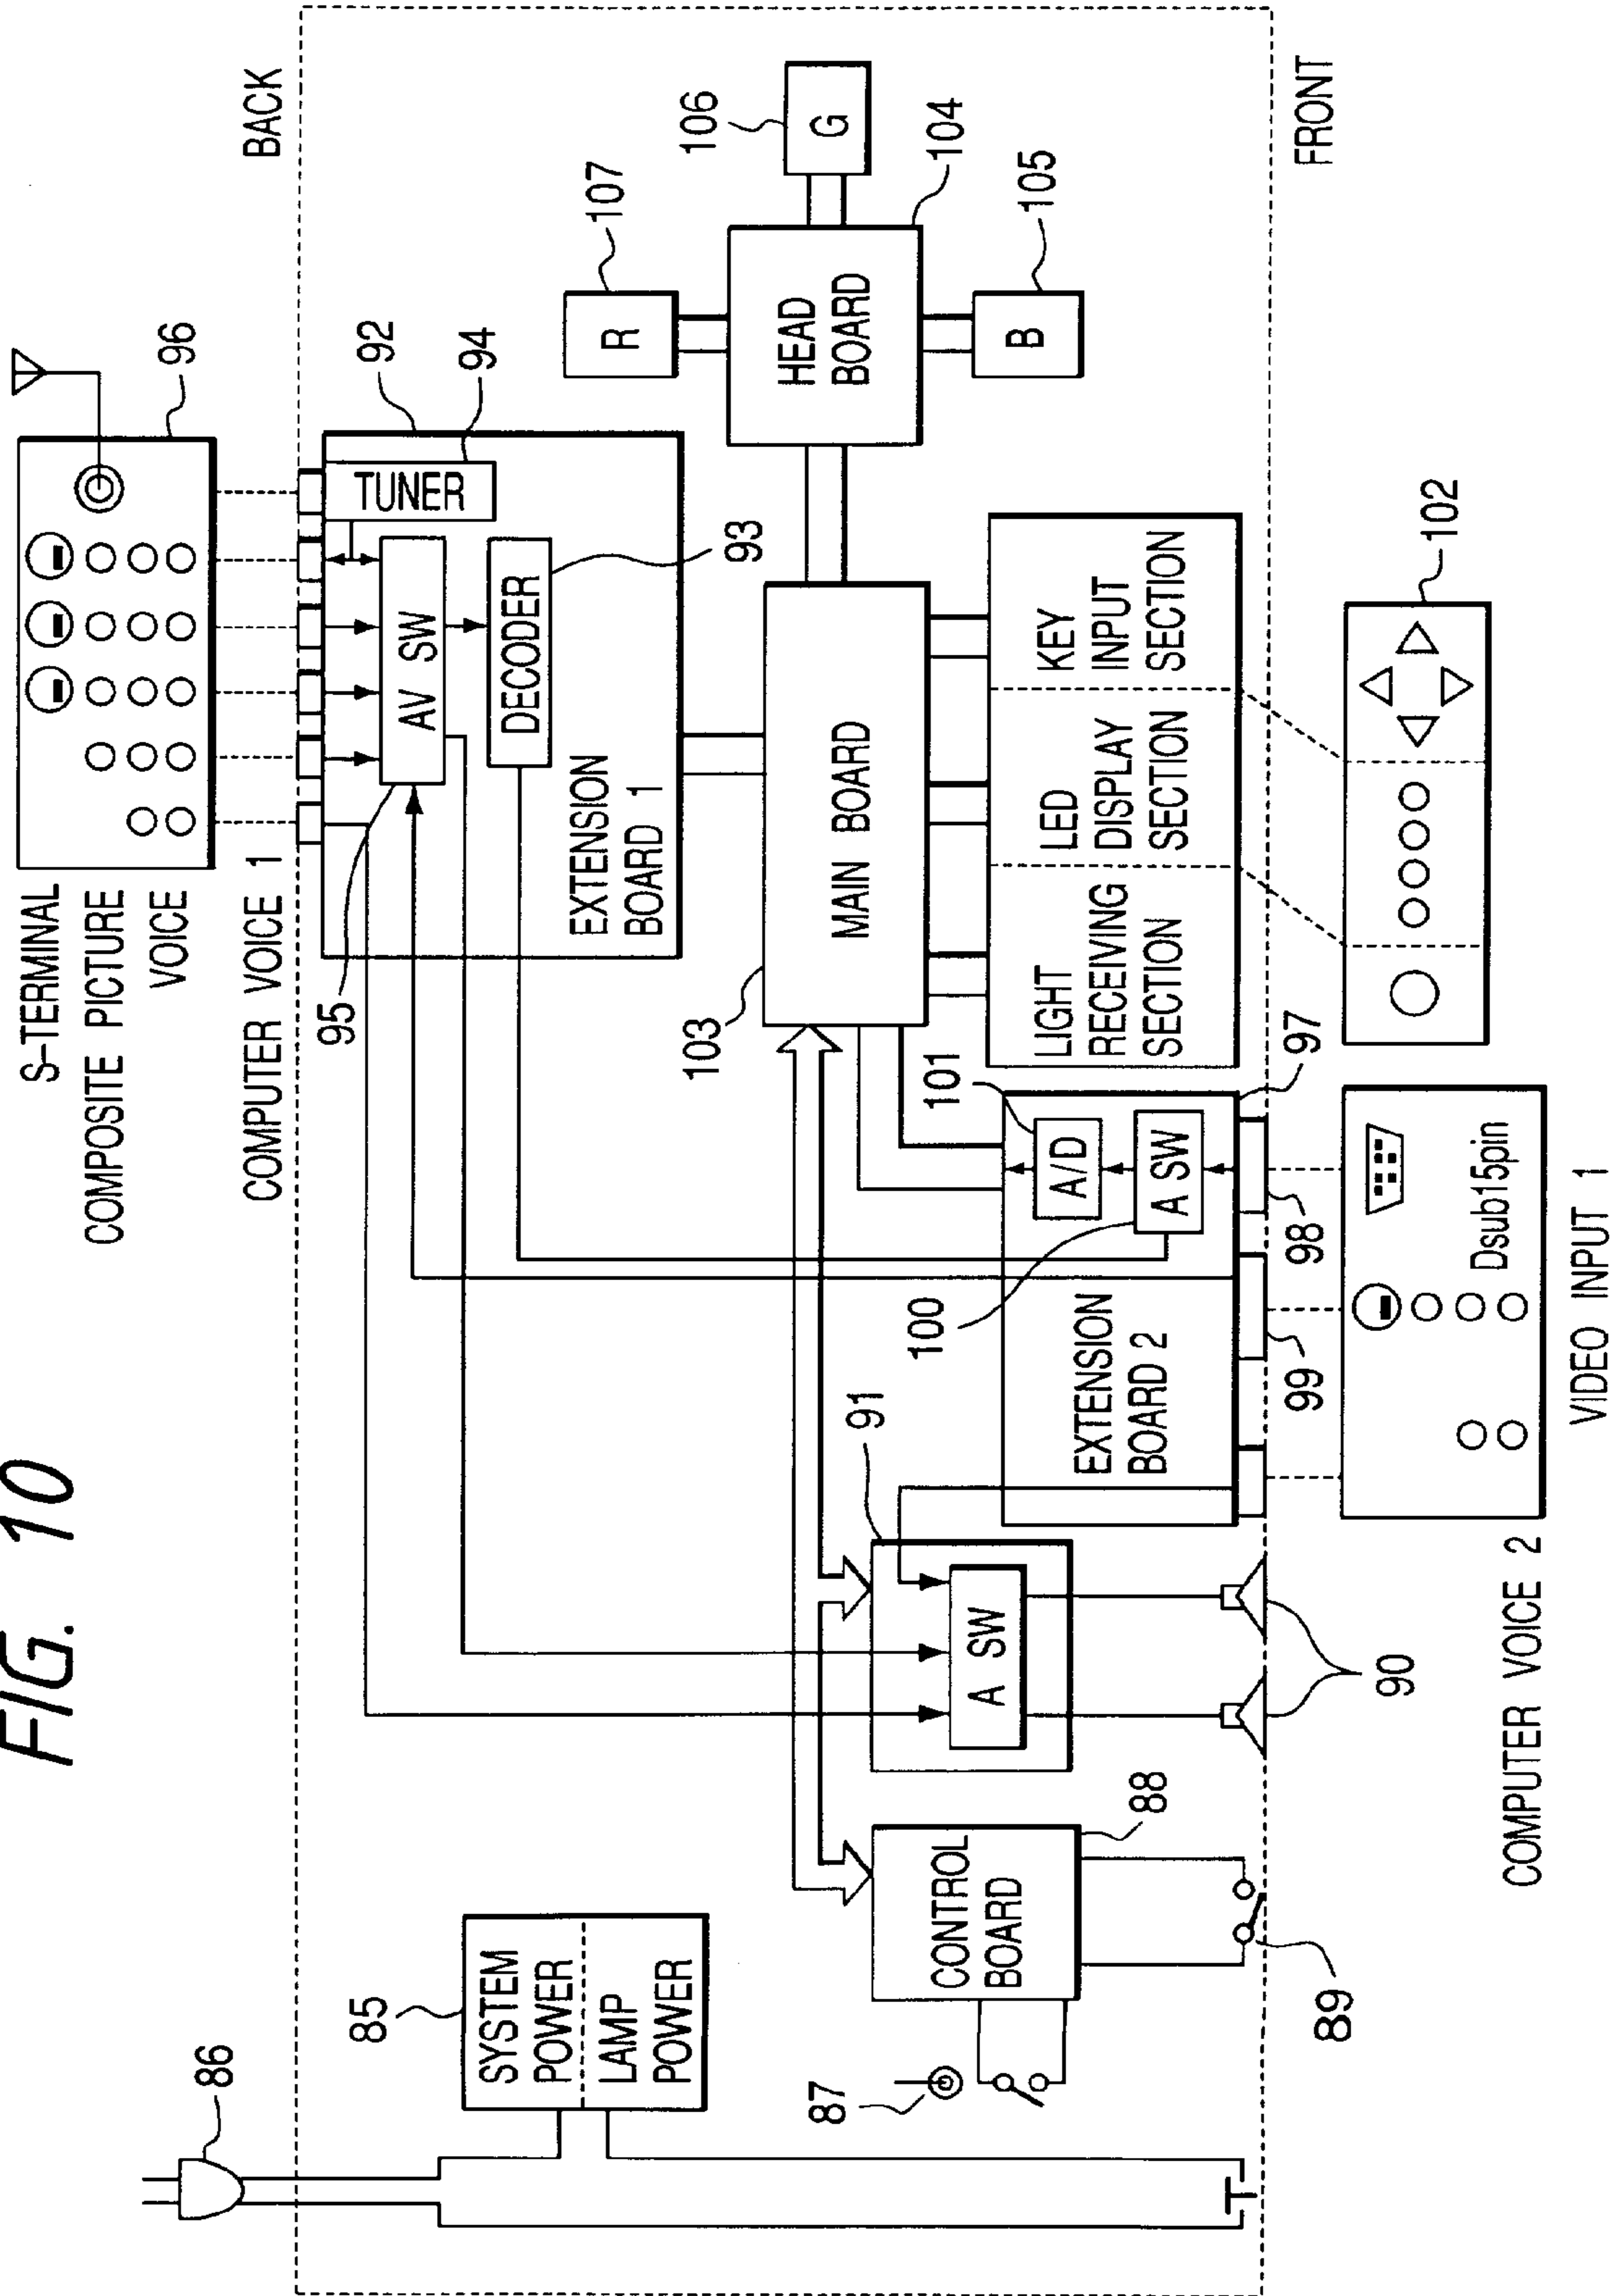 FIG. 10
S-TERMINAL
COMPOSITE PICTURE
VOICE
COMPUTER VOICE 1
96
BACK
86
85
SYSTEM
POWER
LAMP
POWER
95
92
94
TUNER
AV SW
DECODER
93
EXTENSION
BOARD 1
107
R
106
G
HEAD
BOARD
104
B
105
103
MAIN BOARD
87
CONTROL
BOARD
88
89
91
A SW
90
EXTENSION
BOARD 2
100
101
A/D
A SW
97
98
99
LIGHT
RECEIVING
SECTION
LED
DISPLAY
SECTION
KEY
INPUT
SECTION
102
FRONT
Dsub15pin
COMPUTER VOICE 2
VIDEO INPUT 1